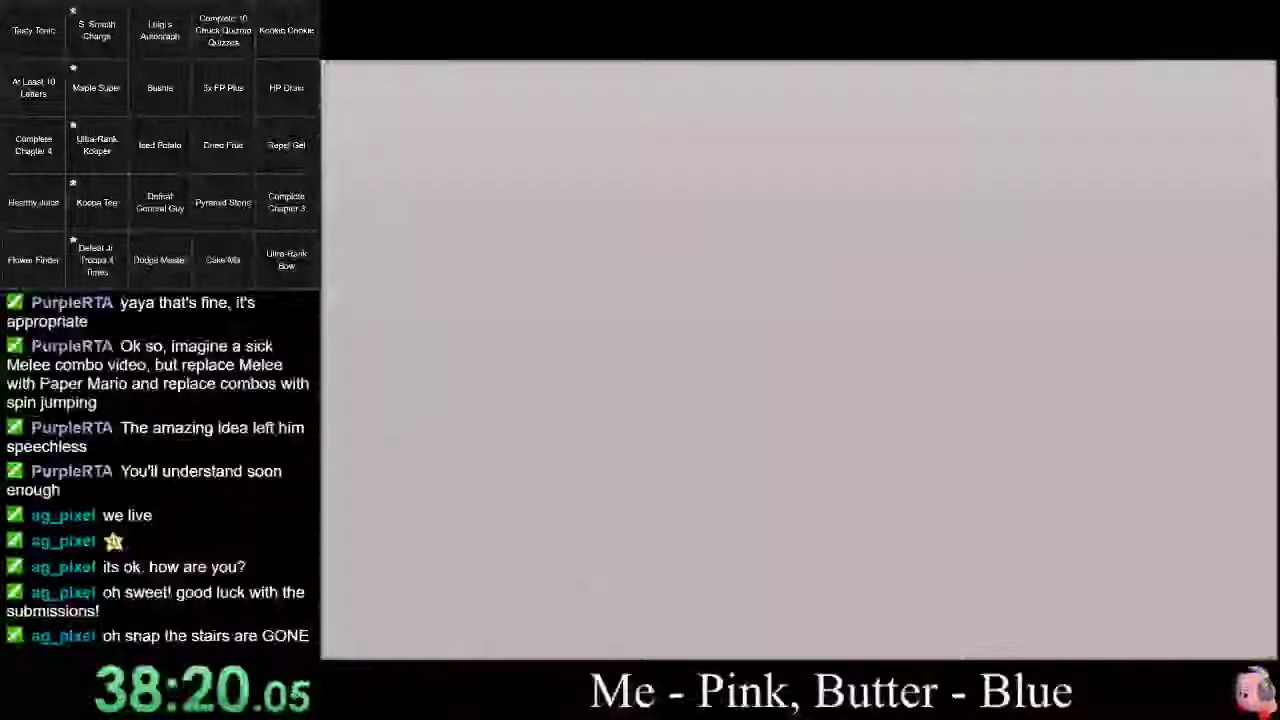 Tasty Tonic
S. Smash
Charge
Luigi's
Autograph
Complete 10
Chuck Quizmo
Quizzes
Kooky Cookie
At Least 10
Letters
Maple Super
Bushie
3x FP Plus
HP Drain
Complete
Chapter 4
Ultra-Rank
Kooper
Iced Potato
Dried Fruit
Repel Gel
Healthy Juice
Koopa Tea
Defeat
General Guy
Pyramid Stone
Complete
Chapter 3
Flower Finder
Defeat Jr.
Troopa 4
Times
Dodge Master
Cake Mix
Ultra-Rank
Bow
PurpleRTA yaya that's fine, it's
appropriate
PurpleRTA Ok so, imagine a sick
Melee combo video, but replace Melee
with Paper Mario and replace combos with
spin jumping
PurpleRTA The amazing idea left him
speechless
PurpleRTA You'll understand soon
enough
ag_pixel we live
ag_pixel
ag_pixel its ok. how are you?
ag_pixel oh sweet! good luck with the
submissions!
ag_pixel oh snap the stairs are GONE
38:20.05
Me - Pink, Butter - Blue